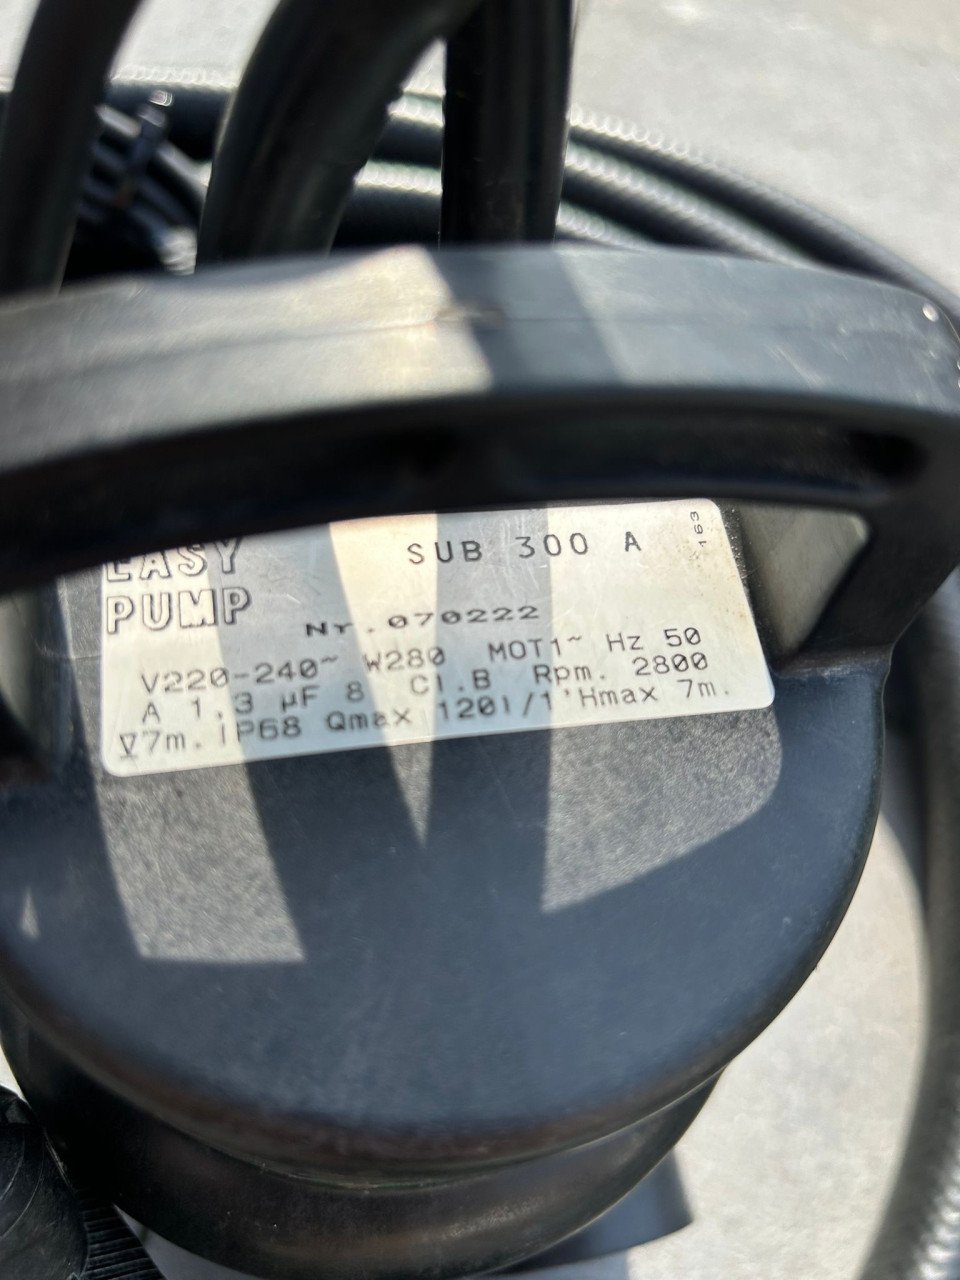 EASY
PUMP
SUB 300 A
163
Nr.070222
V220-240~ W280 MOT1~ Hz 50
A 1,3 µF 8 Cl.B Rpm. 2800
7m. IP68 Qmax 120l/1' Hmax 7m.